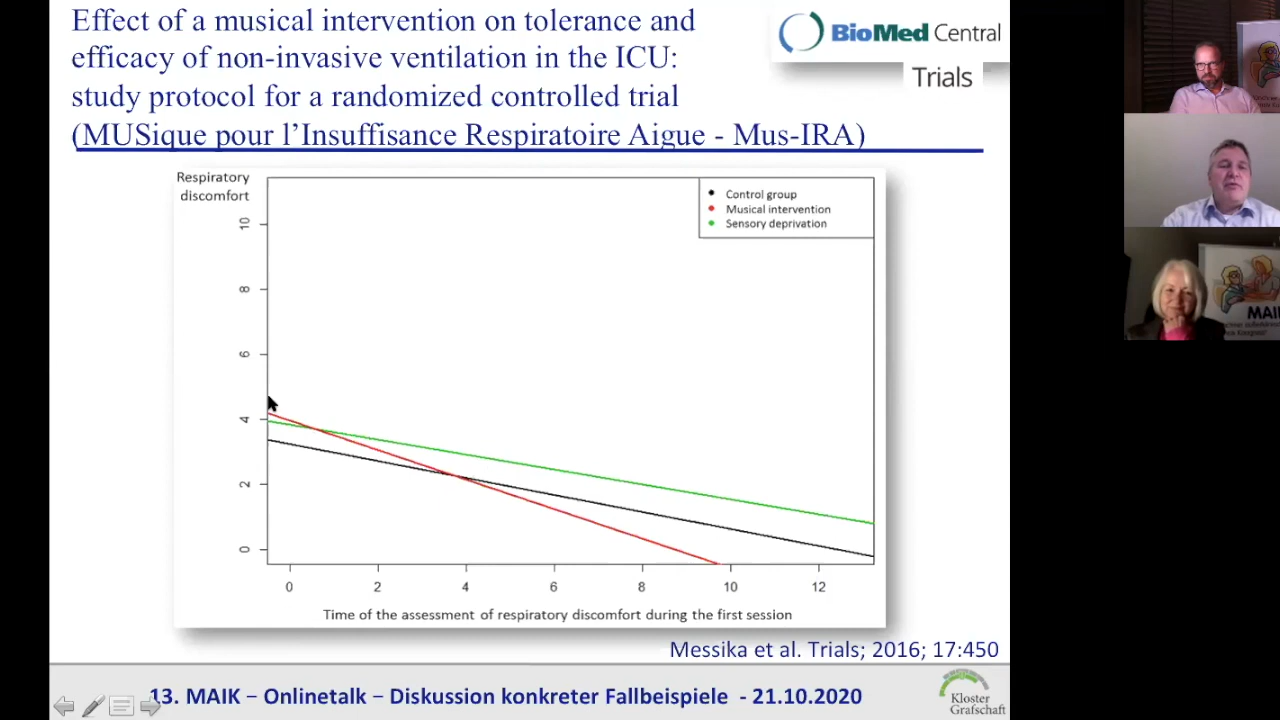 Effect of a musical intervention on tolerance and
efficacy of non-invasive ventilation in the ICU:
study protocol for a randomized controlled trial
(MUSique pour l’Insuffisance Respiratoire Aigue - Mus-IRA)
BioMed Central
Trials
Respiratory
discomfort
10
8
6
4
2
0
Control group
Musical intervention
Sensory deprivation
0 2 4 6 8 10 12
Time of the assessment of respiratory discomfort during the first session
Messika et al. Trials; 2016; 17:450
13. MAIK – Onlinetalk – Diskussion konkreter Fallbeispiele - 21.10.2020
Kloster
Grafschaft
MAIK